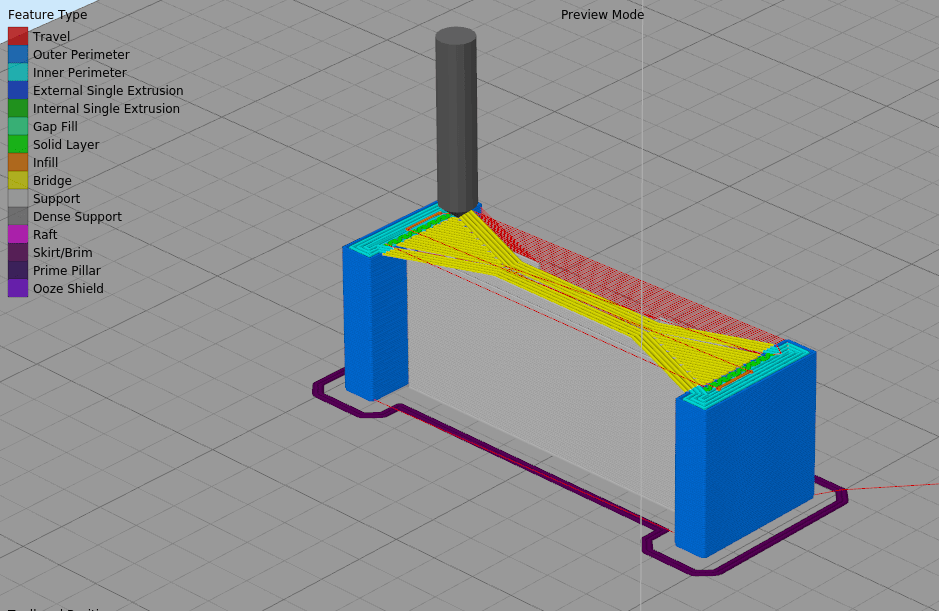 Feature Type
Preview Mode
Travel
Outer Perimeter
Inner Perimeter
External Single Extrusion
Internal Single Extrusion
Gap Fill
Solid Layer
Infill
Bridge
Support
Dense Support
Raft
Skirt/Brim
Prime Pillar
Ooze Shield